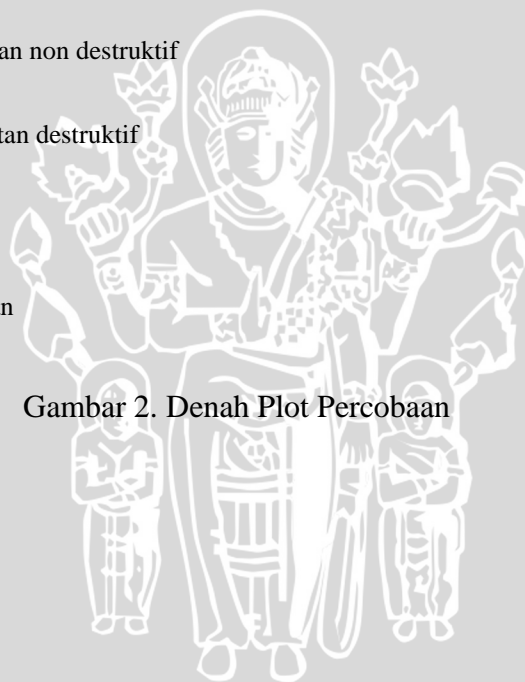 an non destruktif
tan destruktif
n
Gambar 2. Denah Plot Percobaan